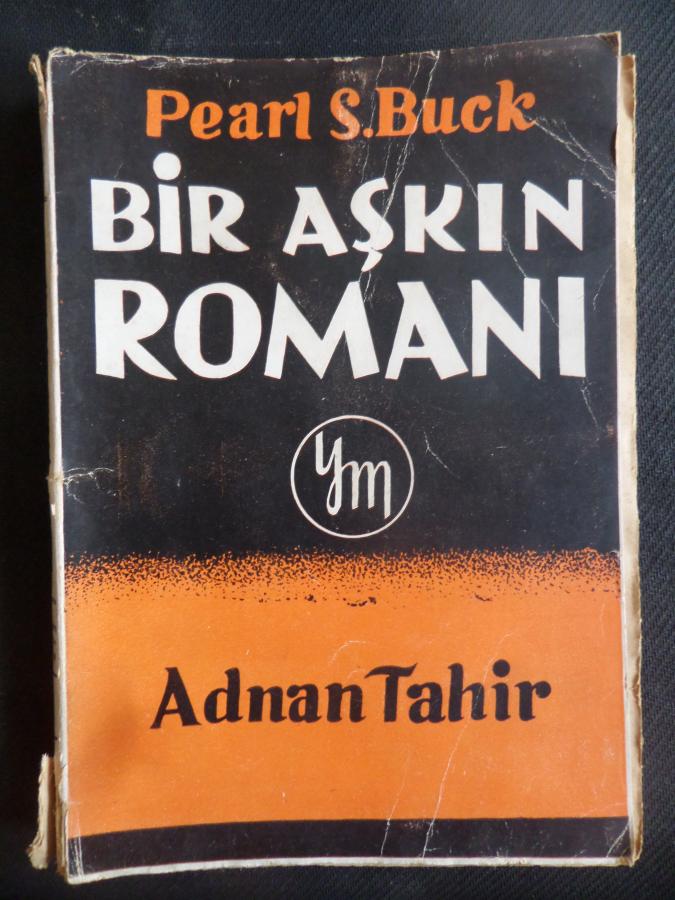 Pearl S. Buck
BİR AŞKIN
ROMANI
ym
Adnan Tahir